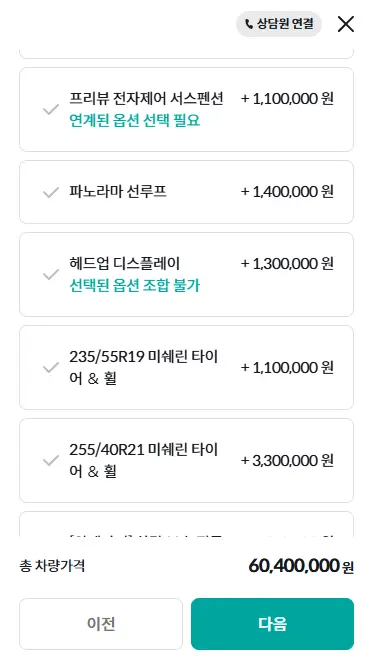 상담원 연결
프리뷰 전자제어 서스펜션 + 1,100,000 원
연계된 옵션 선택 필요
파노라마 선루프 + 1,400,000 원
헤드업 디스플레이 + 1,300,000 원
선택된 옵션 조합 불가
235/55R19 미쉐린 타이
어 & 휠 + 1,100,000 원
255/40R21 미쉐린 타이
어 & 휠 + 3,300,000 원
총 차량가격 60,400,000 원
이전 다음